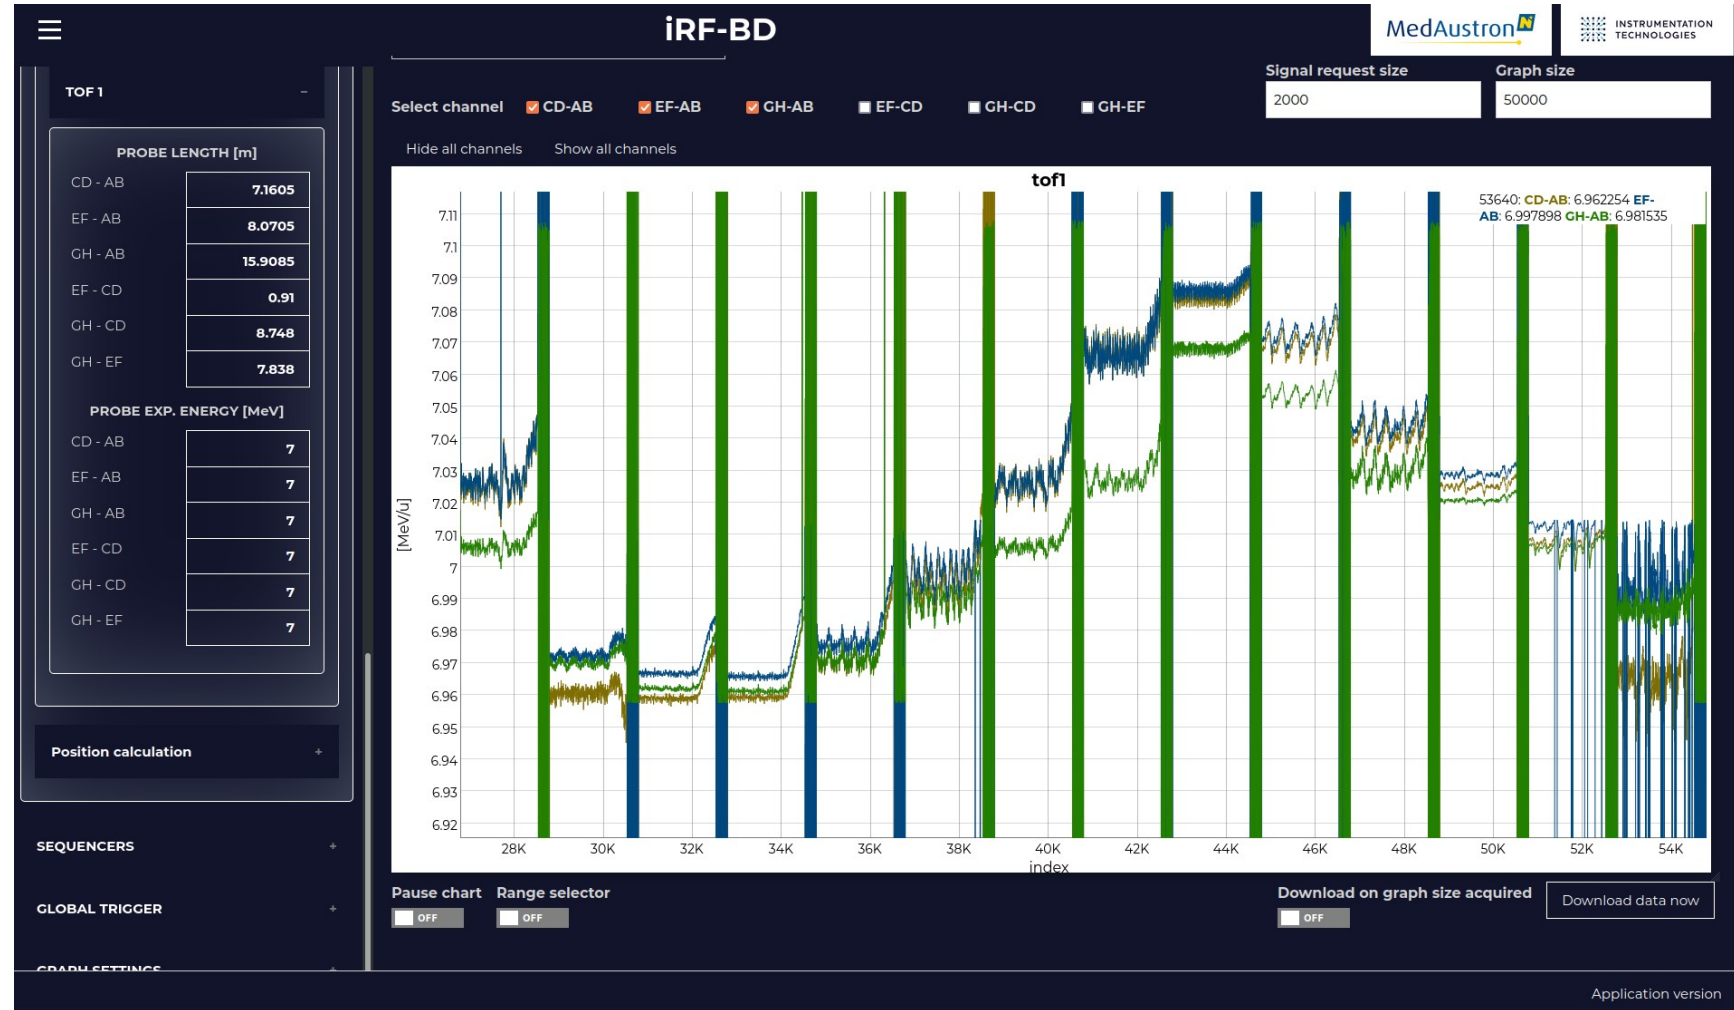 iRF-BD
MedAustron
INSTRUMENTATION
TECHNOLOGIES
TOF 1 −
PROBE LENGTH [m]
CD - AB 7.1605
EF - AB 8.0705
GH - AB 15.9085
EF - CD 0.91
GH - CD 8.748
GH - EF 7.838
PROBE EXP. ENERGY [MeV]
CD - AB 7
EF - AB 7
GH - AB 7
EF - CD 7
GH - CD 7
GH - EF 7
Position calculation +
SEQUENCERS +
GLOBAL TRIGGER +
GRAPH SETTINGS +
Signal request size Graph size
2000 50000
Select channel CD-AB EF-AB GH-AB EF-CD GH-CD GH-EF
Hide all channels Show all channels
tof1
53640: CD-AB: 6.962254 EF-
AB: 6.997898 GH-AB: 6.981535
7.11
7.1
7.09
7.08
7.07
7.06
7.05
7.04
7.03
7.02
7.01
7
6.99
6.98
6.97
6.96
6.95
6.94
6.93
6.92
[MeV/u]
28K 30K 32K 34K 36K 38K 40K 42K 44K 46K 48K 50K 52K 54K
index
Pause chart Range selector
OFF OFF
Download on graph size acquired
OFF
Download data now
Application version